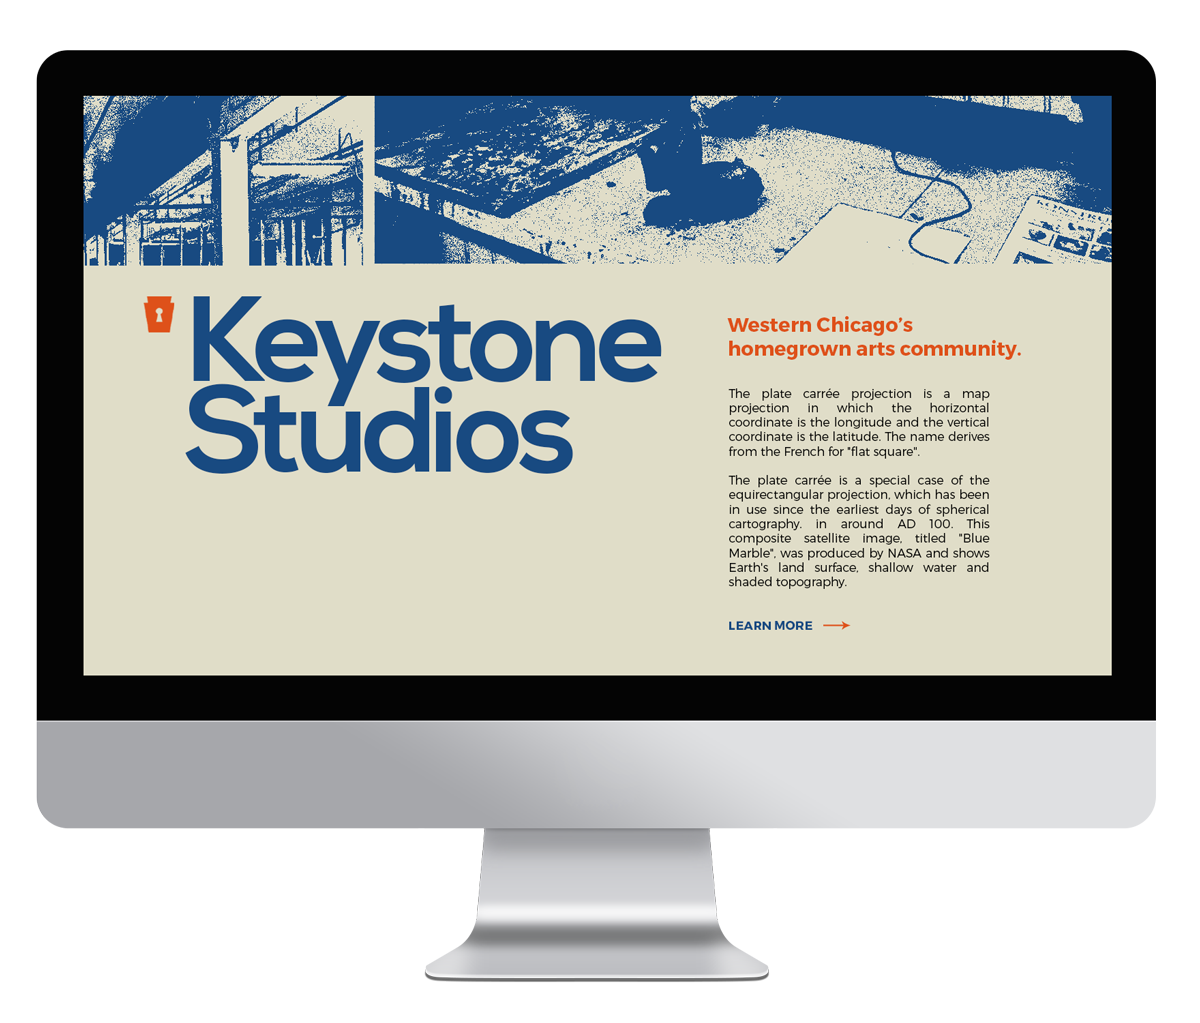 Keystone
Studios
Western Chicago’s
homegrown arts community.
The plate carrée projection is a map
projection in which the horizontal
coordinate is the longitude and the vertical
coordinate is the latitude. The name derives
from the French for "flat square".
The plate carrée is a special case of the
equirectangular projection, which has been
in use since the earliest days of spherical
cartography. in around AD 100. This
composite satellite image, titled "Blue
Marble", was produced by NASA and shows
Earth's land surface, shallow water and
shaded topography.
LEARN MORE